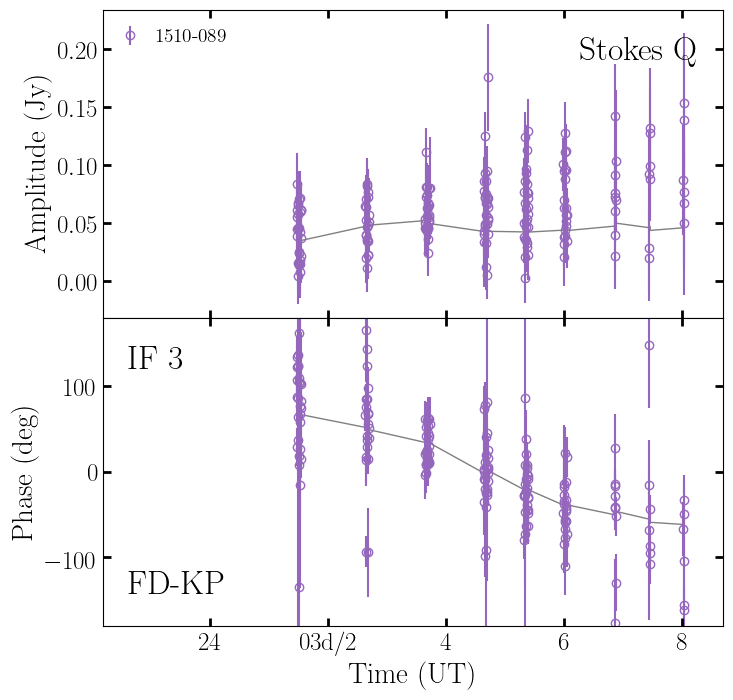 1510-089
Stokes Q
0.20
0.15
0.10
0.05
0.00
Amplitude (Jy)
IF 3
100
0
−100
Phase (deg)
FD-KP
24 03d/2 4 6 8
Time (UT)